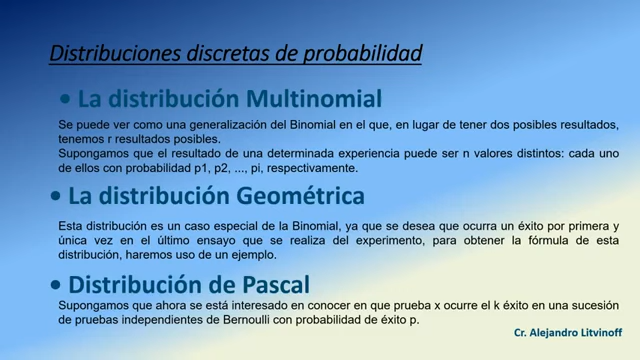 Distribuciones discretas de probabilidad
• La distribución Multinomial
Se puede ver como una generalización del Binomial en el que, en lugar de tener dos posibles resultados,
tenemos r resultados posibles.
Supongamos que el resultado de una determinada experiencia puede ser n valores distintos: cada uno
de ellos con probabilidad p1, p2, ..., pi, respectivamente.
• La distribución Geométrica
Esta distribución es un caso especial de la Binomial, ya que se desea que ocurra un éxito por primera y
única vez en el último ensayo que se realiza del experimento, para obtener la fórmula de esta
distribución, haremos uso de un ejemplo.
• Distribución de Pascal
Supongamos que ahora se está interesado en conocer en que prueba x ocurre el k éxito en una sucesión
de pruebas independientes de Bernoulli con probabilidad de éxito p.
Cr. Alejandro Litvinoff